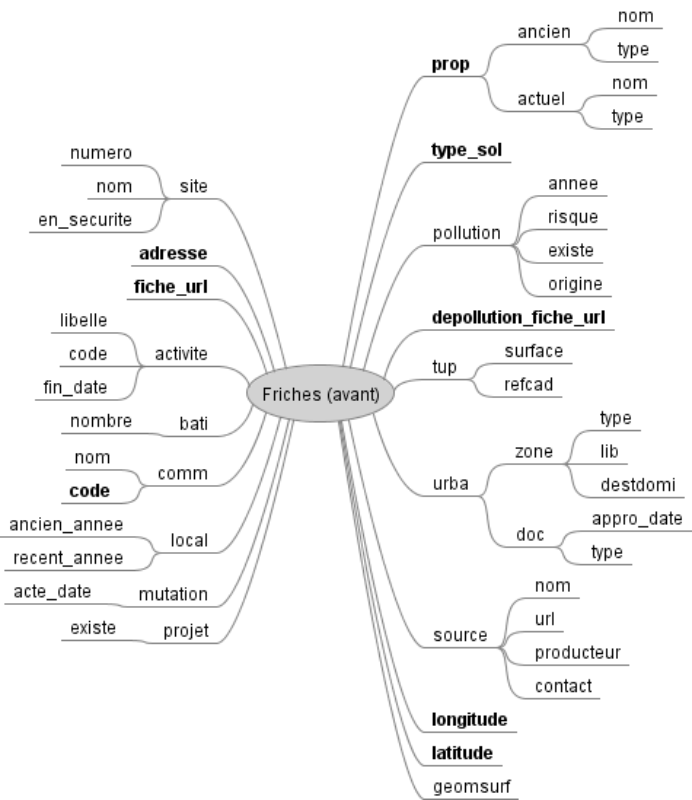 Friches (avant)
site
numero
nom
en_securite
adresse
fiche_url
activite
libelle
code
fin_date
bati
nombre
comm
nom
code
local
ancien_annee
recent_annee
mutation
acte_date
projet
existe
prop
ancien
nom
type
actuel
nom
type
type_sol
pollution
annee
risque
existe
origine
depollution_fiche_url
tup
surface
refcad
urba
zone
type
lib
destdomi
doc
appro_date
type
source
nom
url
producteur
contact
longitude
latitude
geomsurf